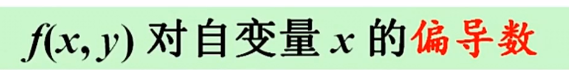 f(x, y) 对自变量 x 的偏导数